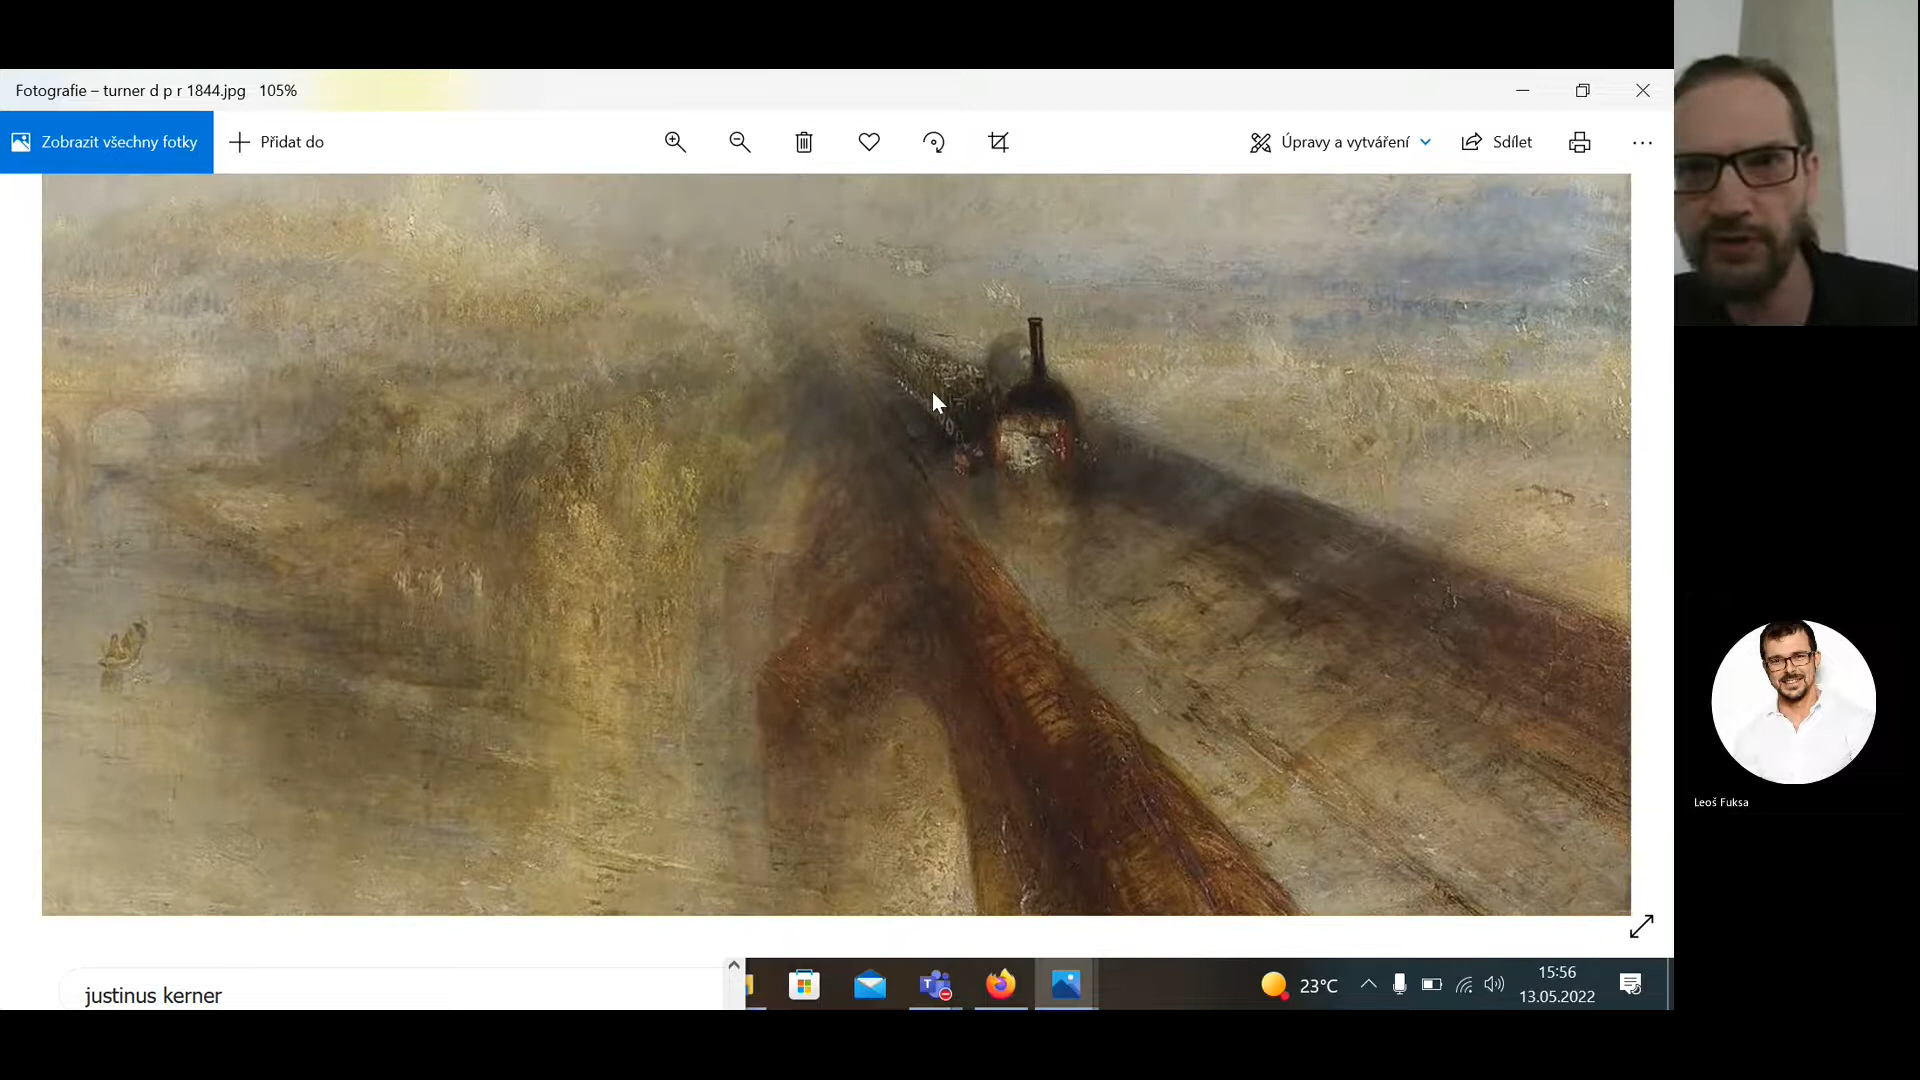 Fotografie – turner d p r 1844.jpg 105%
Zobrazit všechny fotky
Přidat do
Úpravy a vytváření
Sdílet
Leoš Fuksa
justinus kerner
23°C
15:56
13.05.2022